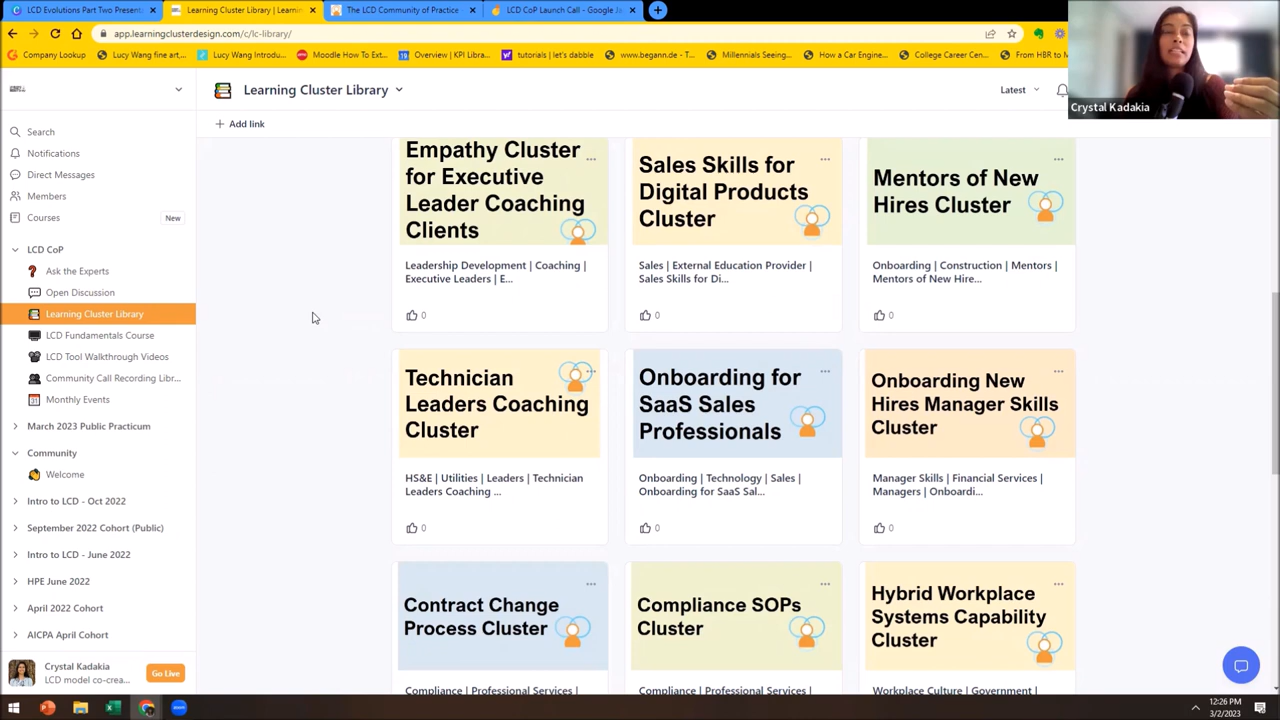 LCD Evolutions Part Two Present
Learning Cluster Library | Learni
The LCD Community of Practice
LCD CoP Launch Call - Google Ja
app.learningclusterdesign.com/c/lc-library/
Company Lookup
Lucy Wang fine art,...
Lucy Wang Introdu...
Moodle How To Ext...
Overview | KPI Libra...
tutorials | let's dabble
www.begann.de - T...
Millennials Seeing...
How a Car Engine...
College Career Cen...
From HBR to M
Crystal Kadakia
Learning Cluster Library
Latest
+ Add link
Search
Notifications
Direct Messages
Members
Courses
New
LCD CoP
Ask the Experts
Open Discussion
Learning Cluster Library
LCD Fundamentals Course
LCD Tool Walkthrough Videos
Community Call Recording Libr...
Monthly Events
March 2023 Public Practicum
Community
Welcome
Intro to LCD - Oct 2022
September 2022 Cohort (Public)
Intro to LCD - June 2022
HPE June 2022
April 2022 Cohort
AICPA April Cohort
Crystal Kadakia
LCD model co-crea...
Go Live
Empathy Cluster
for Executive
Leader Coaching
Clients
Leadership Development | Coaching |
Executive Leaders | E...
0
Sales Skills for
Digital Products
Cluster
Sales | External Education Provider |
Sales Skills for Di...
0
Mentors of New
Hires Cluster
Onboarding | Construction | Mentors |
Mentors of New Hire...
0
Technician
Leaders Coaching
Cluster
HS&E | Utilities | Leaders | Technician
Leaders Coaching ...
0
Onboarding for
SaaS Sales
Professionals
Onboarding | Technology | Sales |
Onboarding for SaaS Sal...
0
Onboarding New
Hires Manager Skills
Cluster
Manager Skills | Financial Services |
Managers | Onboardi...
0
Contract Change
Process Cluster
Compliance | Professional Services |
Compliance SOPs
Cluster
Compliance | Professional Services |
Hybrid Workplace
Systems Capability
Cluster
Workplace Culture | Government |
12:26 PM
3/2/2023